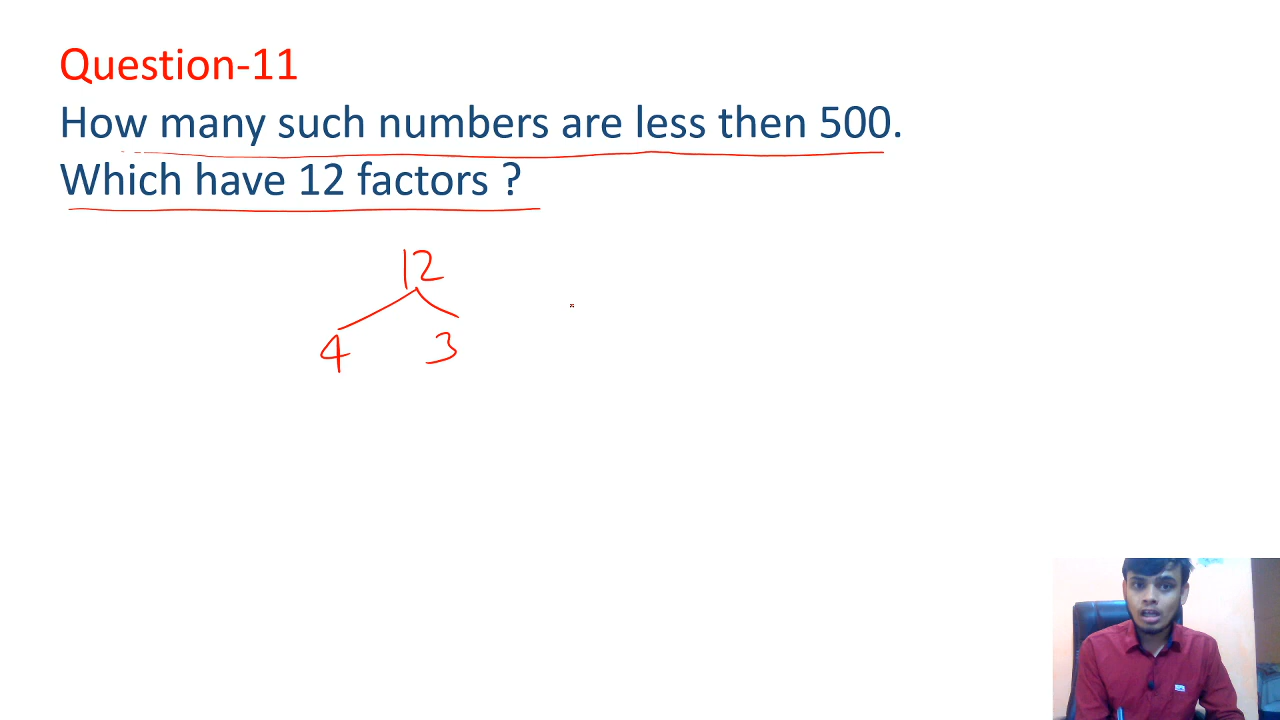 Question-11
How many such numbers are less then 500.
Which have 12 factors ?
12
4 3